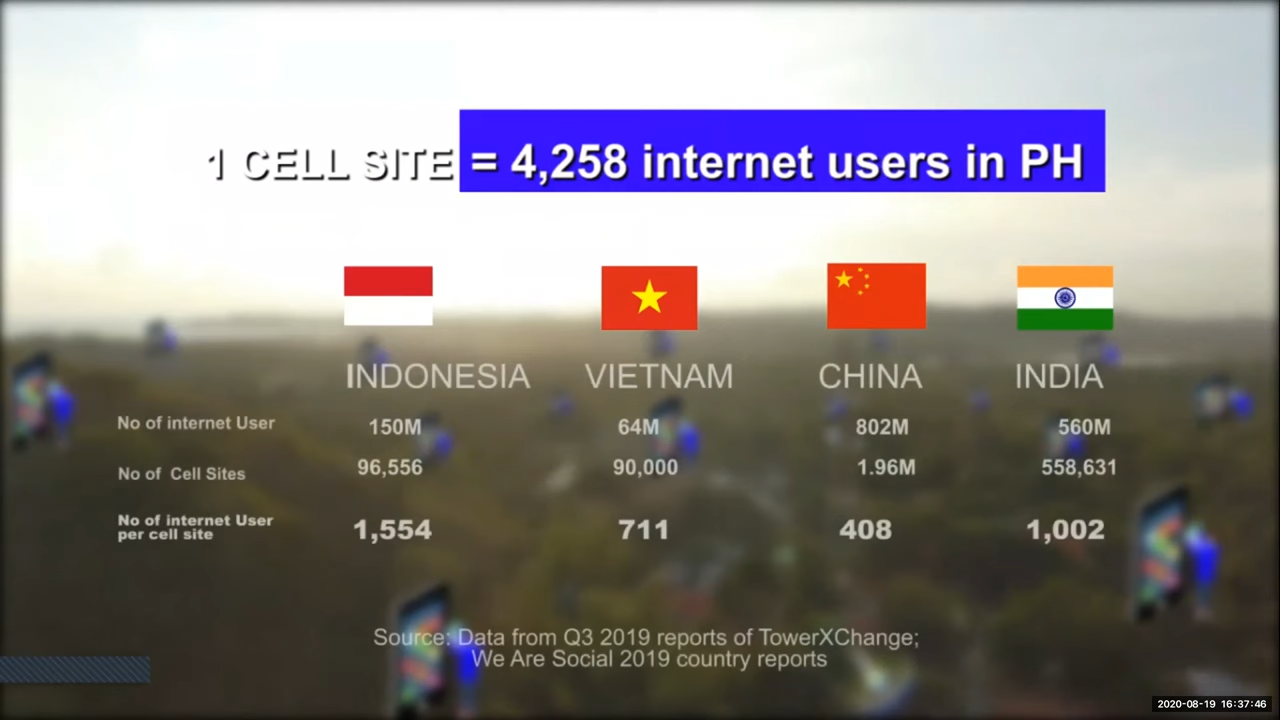 1 CELL SITE = 4,258 internet users in PH
INDONESIA VIETNAM CHINA INDIA
No of internet User 150M 64M 802M 560M
No of Cell Sites 96,556 90,000 1.96M 558,631
No of internet User
per cell site 1,554 711 408 1,002
Source: Data from Q3 2019 reports of TowerXChange;
We Are Social 2019 country reports
2020-08-19 16:37:46